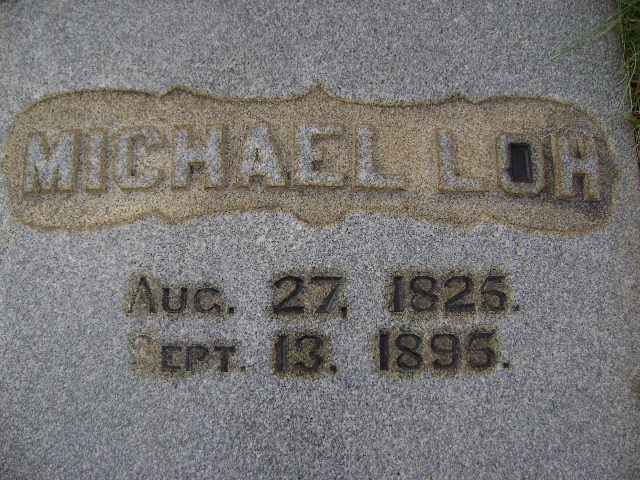 MICHAEL LOH
AUG. 27, 1825.
SEPT. 13, 1895.